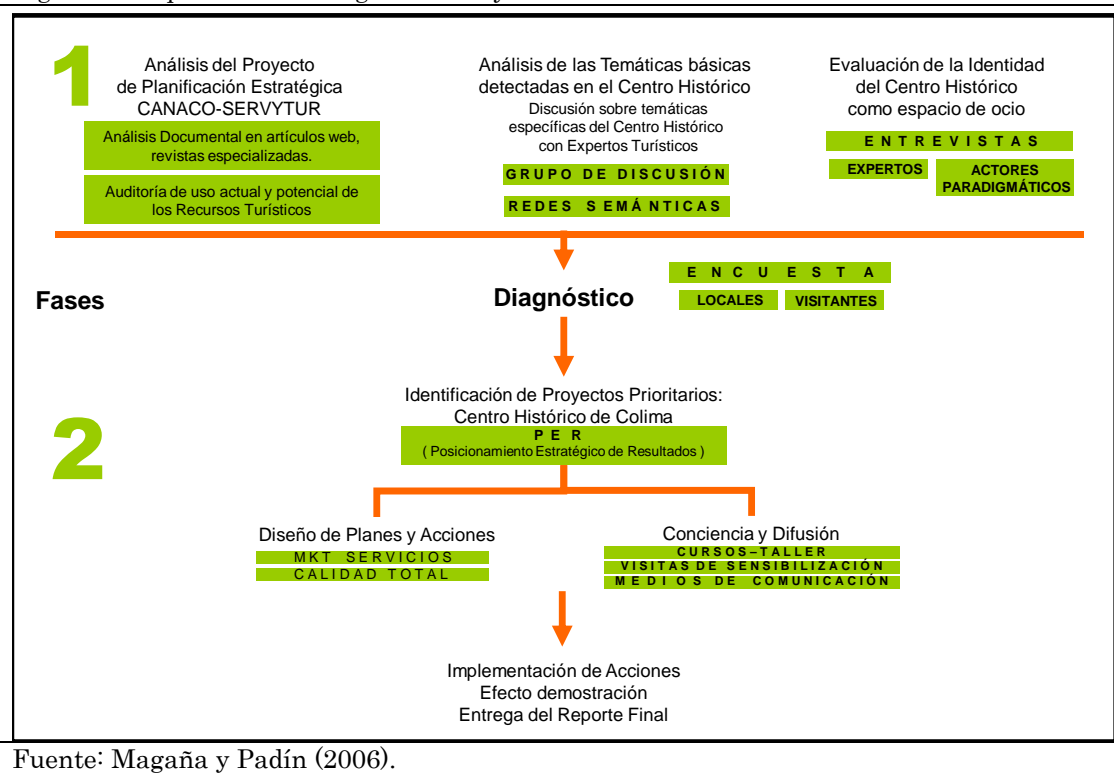 1
Análisis del Proyecto
de Planificación Estratégica
CANACO-SERVYTUR
Análisis Documental en artículos web,
revistas especializadas.
Auditoría de uso actual y potencial de
los Recursos Turísticos
Análisis de las Temáticas básicas
detectadas en el Centro Histórico
Discusión sobre temáticas
específicas del Centro Histórico
con Expertos Turísticos
GRUPO DE DISCUSIÓN
REDES SEMÁNTICAS
Evaluación de la Identidad
del Centro Histórico
como espacio de ocio
ENTREVISTAS
EXPERTOS
ACTORES
PARADIGMÁTICOS
Fases
Diagnóstico
ENCUESTA
LOCALES
VISITANTES
2
Identificación de Proyectos Prioritarios:
Centro Histórico de Colima
PER
( Posicionamiento Estratégico de Resultados )
Diseño de Planes y Acciones
MKT SERVICIOS
CALIDAD TOTAL
Conciencia y Difusión
CURSOS–TALLER
VISITAS DE SENSIBILIZACIÓN
MEDIOS DE COMUNICACIÓN
Implementación de Acciones
Efecto demostración
Entrega del Reporte Final
Fuente: Magaña y Padín (2006).